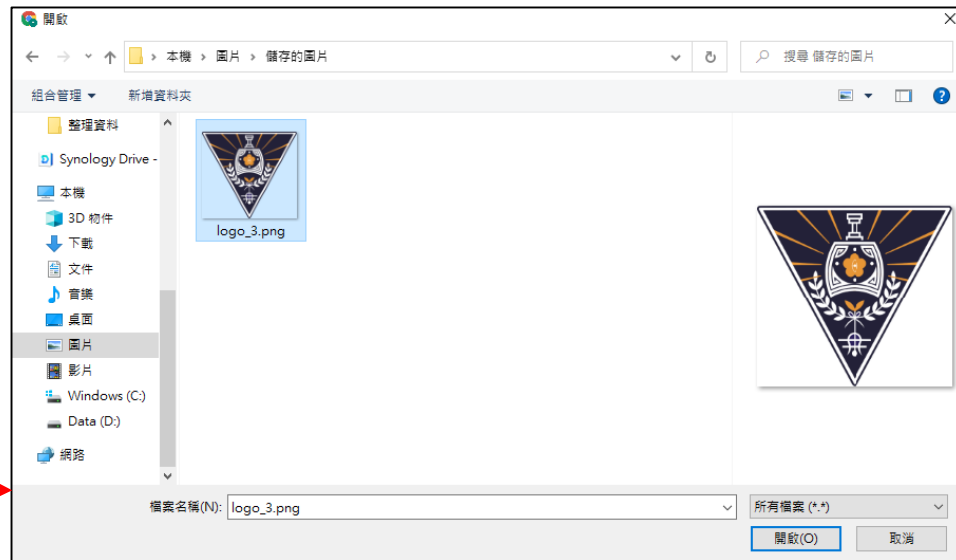 開啟
本機 › 圖片 › 儲存的圖片
搜尋 儲存的圖片
組合管理
新增資料夾
整理資料
Synology Drive -
本機
3D 物件
下載
文件
音樂
桌面
圖片
影片
Windows (C:)
Data (D:)
網路
logo_3.png
檔案名稱(N):
logo_3.png
所有檔案 (*.*)
開啟(O)
取消